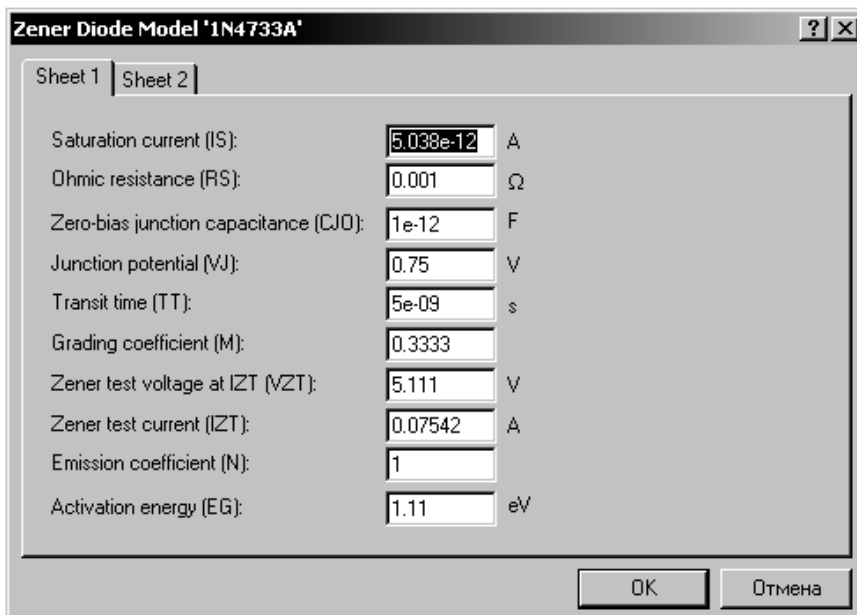 Zener Diode Model '1N4733A'
Sheet 1 Sheet 2
Saturation current (IS): 5.038e-12 A
Ohmic resistance (RS): 0.001 Ω
Zero-bias junction capacitance (CJO): 1e-12 F
Junction potential (VJ): 0.75 V
Transit time (TT): 5e-09 s
Grading coefficient (M): 0.3333
Zener test voltage at IZT (VZT): 5.111 V
Zener test current (IZT): 0.07542 A
Emission coefficient (N): 1
Activation energy (EG): 1.11 eV
OK Отмена